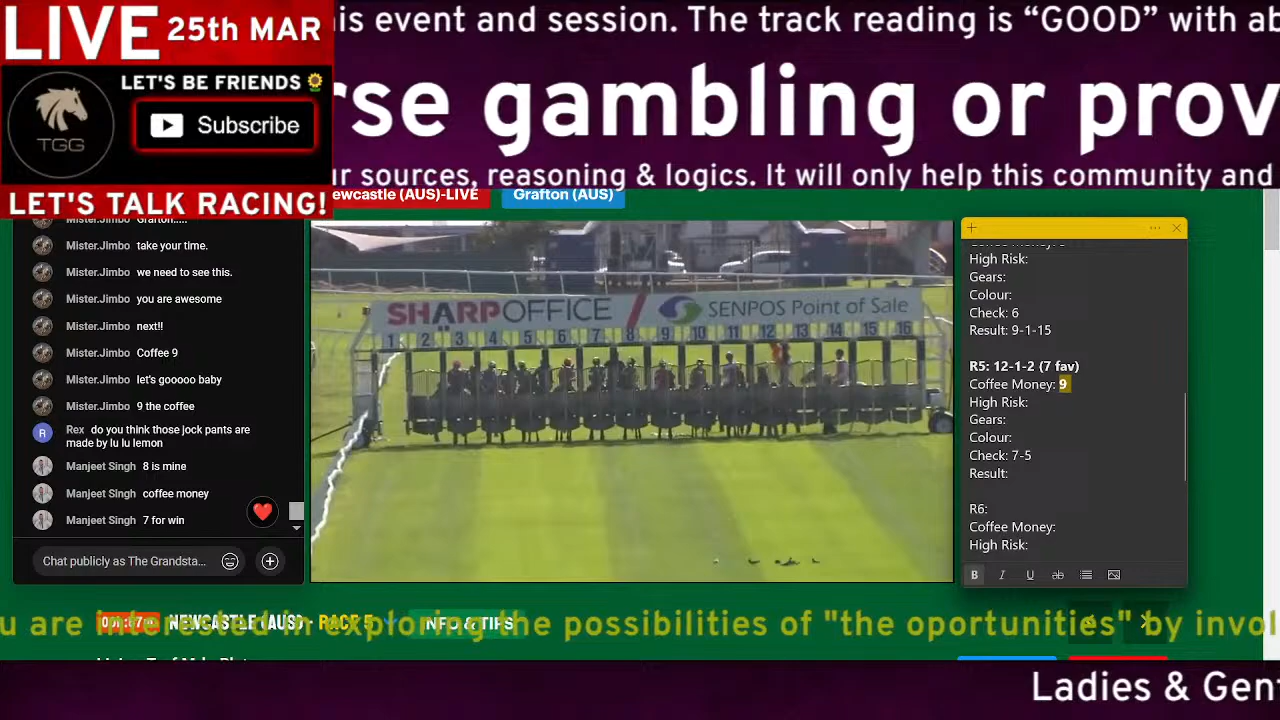 LIVE 25th MAR
is event and session. The track reading is “GOOD” with ab
LET'S BE FRIENDS
Subscribe
TGG
rse gambling or prov
r sources, reasoning & logics. It will only help this community and
LET'S TALK RACING!
ewcastle (AUS)-LIVE
Grafton (AUS)
Mister.Jimbo Grafton.....
Mister.Jimbo take your time.
Mister.Jimbo we need to see this.
Mister.Jimbo you are awesome
Mister.Jimbo next!!
Mister.Jimbo Coffee 9
Mister.Jimbo let's gooooo baby
Mister.Jimbo 9 the coffee
R Rex do you think those jock pants are
made by lu lu lemon
Manjeet Singh 8 is mine
Manjeet Singh coffee money
Manjeet Singh 7 for win
Chat publicly as The Grandsta...
SHARPOFFICE / SENPOS Point of Sale
1 2 3 4 5 6 7 8 9 10 11 12 13 14 15 16
High Risk:
Gears:
Colour:
Check: 6
Result: 9-1-15
R5: 12-1-2 (7 fav)
Coffee Money: 9
High Risk:
Gears:
Colour:
Check: 7-5
Result:
R6:
Coffee Money:
High Risk:
B I U ab
NEWCASTLE (AUS) - RACE 5
INFO & TIPS
u are interested in exploring the possibilities of "the oportunities" by invol
Ladies & Gen